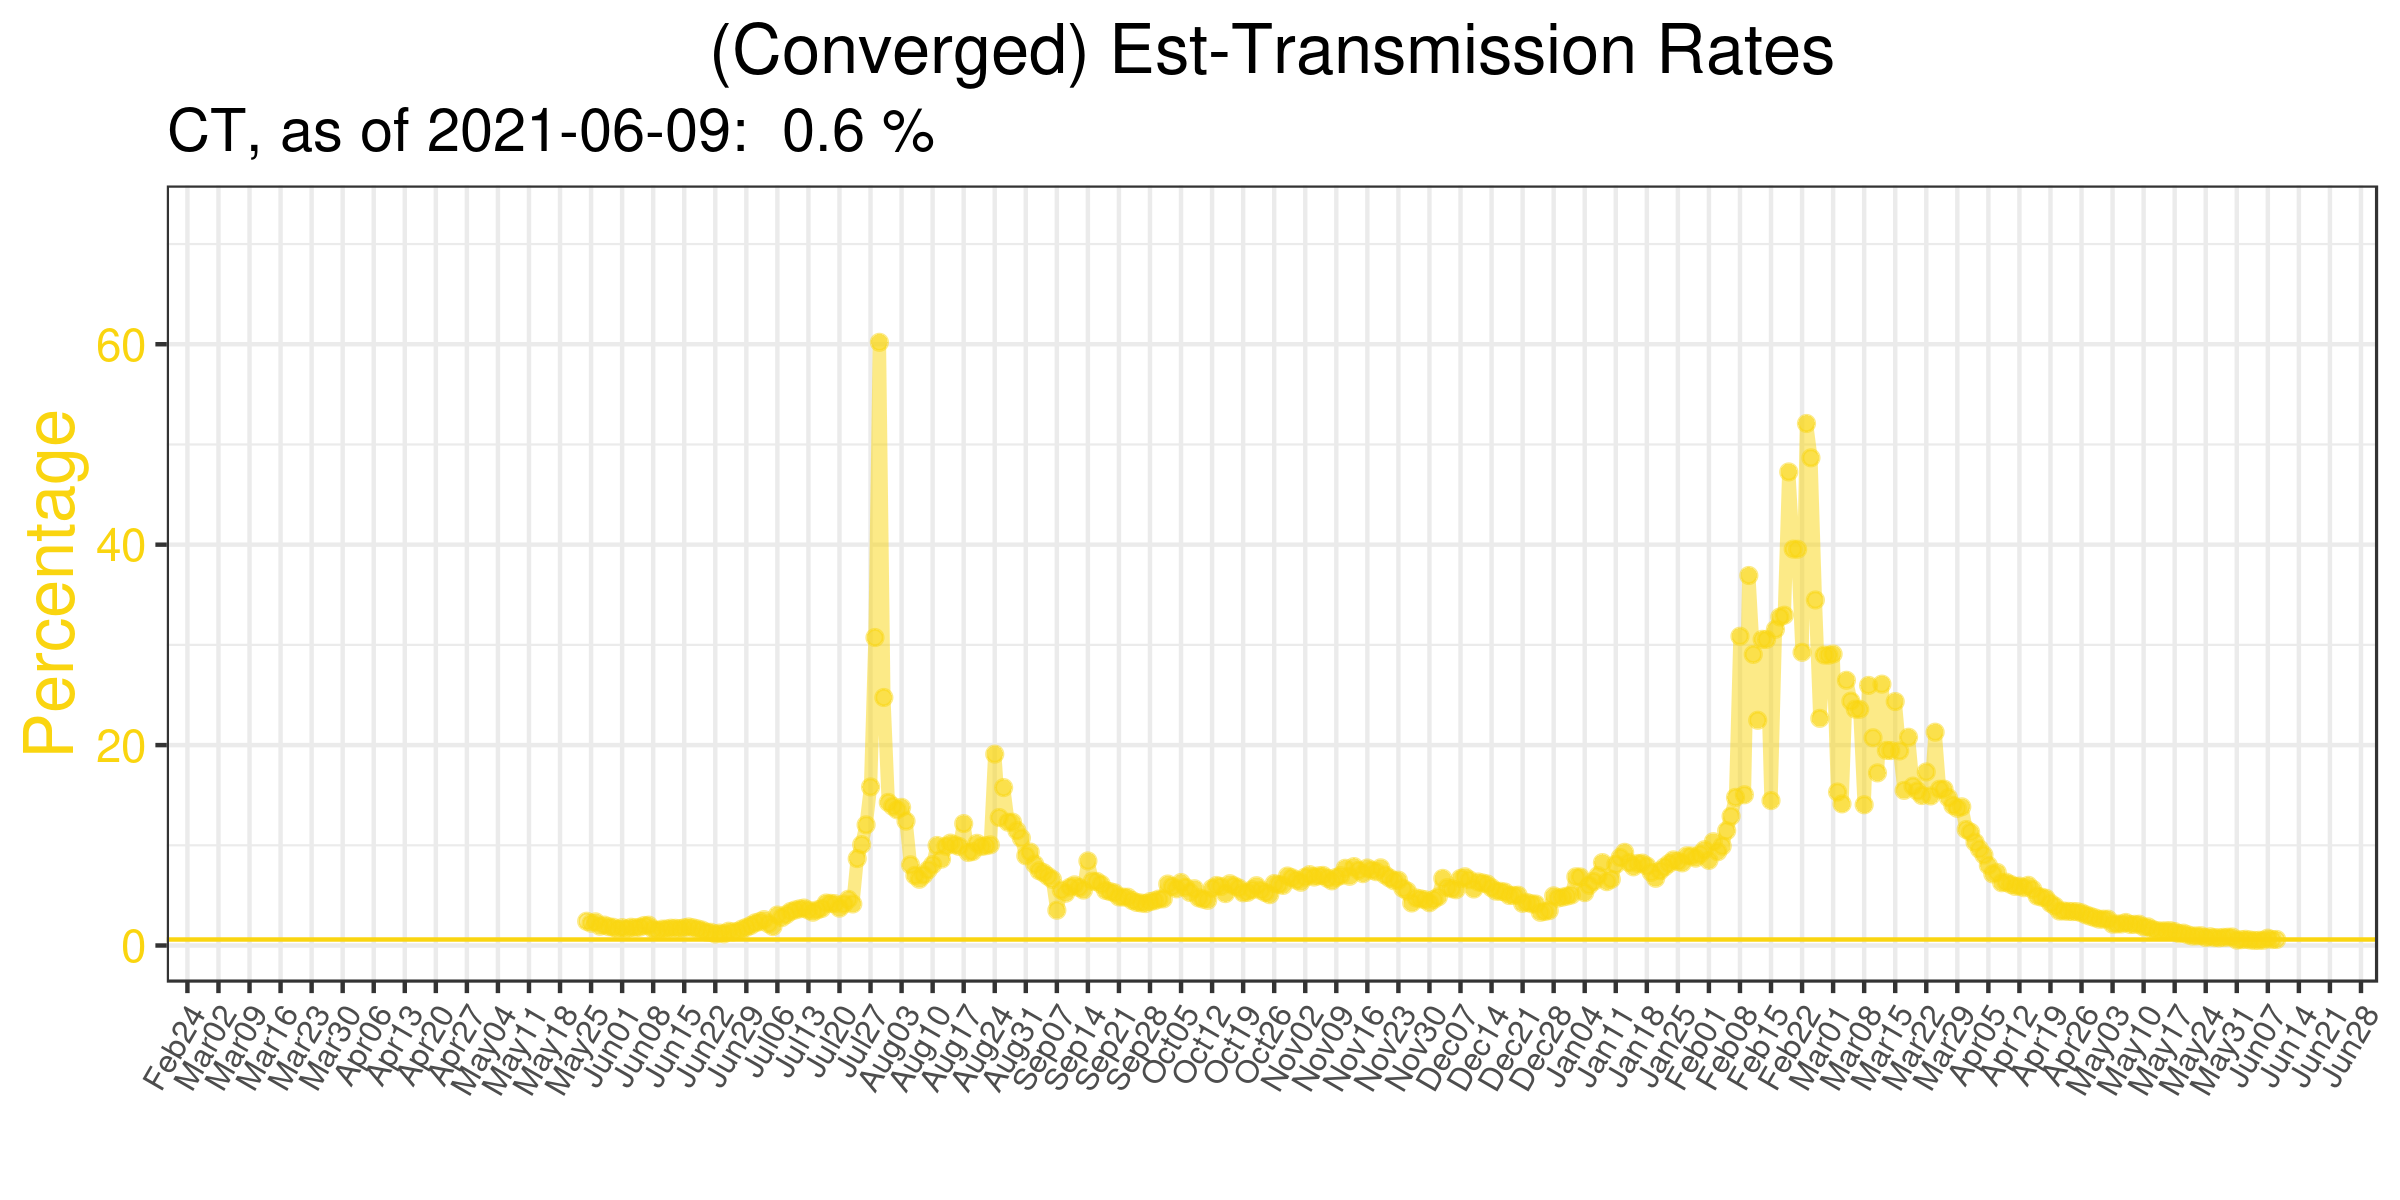 (Converged) Est-Transmission Rates
CT, as of 2021-06-09:  0.6 %
Percentage
60
40
20
0
Feb24
Mar02
Mar09
Mar16
Mar23
Mar30
Apr06
Apr13
Apr20
Apr27
May04
May11
May18
May25
Jun01
Jun08
Jun15
Jun22
Jun29
Jul06
Jul13
Jul20
Jul27
Aug03
Aug10
Aug17
Aug24
Aug31
Sep07
Sep14
Sep21
Sep28
Oct05
Oct12
Oct19
Oct26
Nov02
Nov09
Nov16
Nov23
Nov30
Dec07
Dec14
Dec21
Dec28
Jan04
Jan11
Jan18
Jan25
Feb01
Feb08
Feb15
Feb22
Mar01
Mar08
Mar15
Mar22
Mar29
Apr05
Apr12
Apr19
Apr26
May03
May10
May17
May24
May31
Jun07
Jun14
Jun21
Jun28